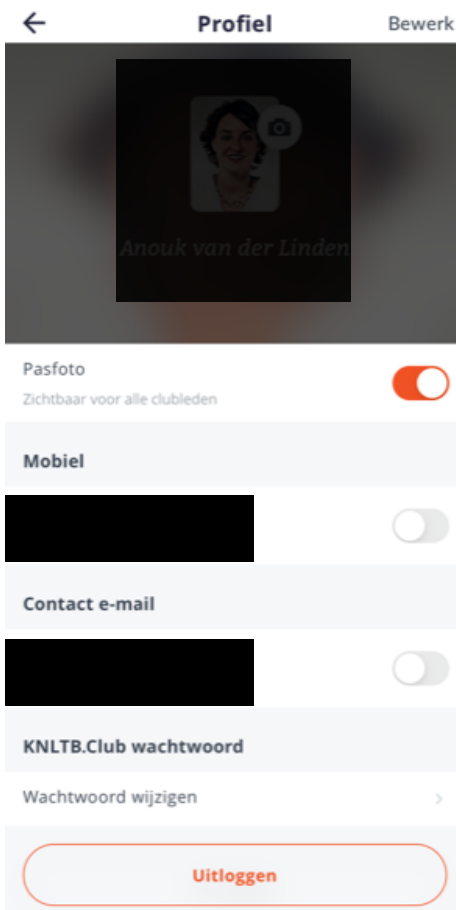 Profiel
Bewerk
Anouk van der Linden
Pasfoto
Zichtbaar voor alle clubleden
Mobiel
Contact e-mail
KNLTB.Club wachtwoord
Wachtwoord wijzigen
Uitloggen